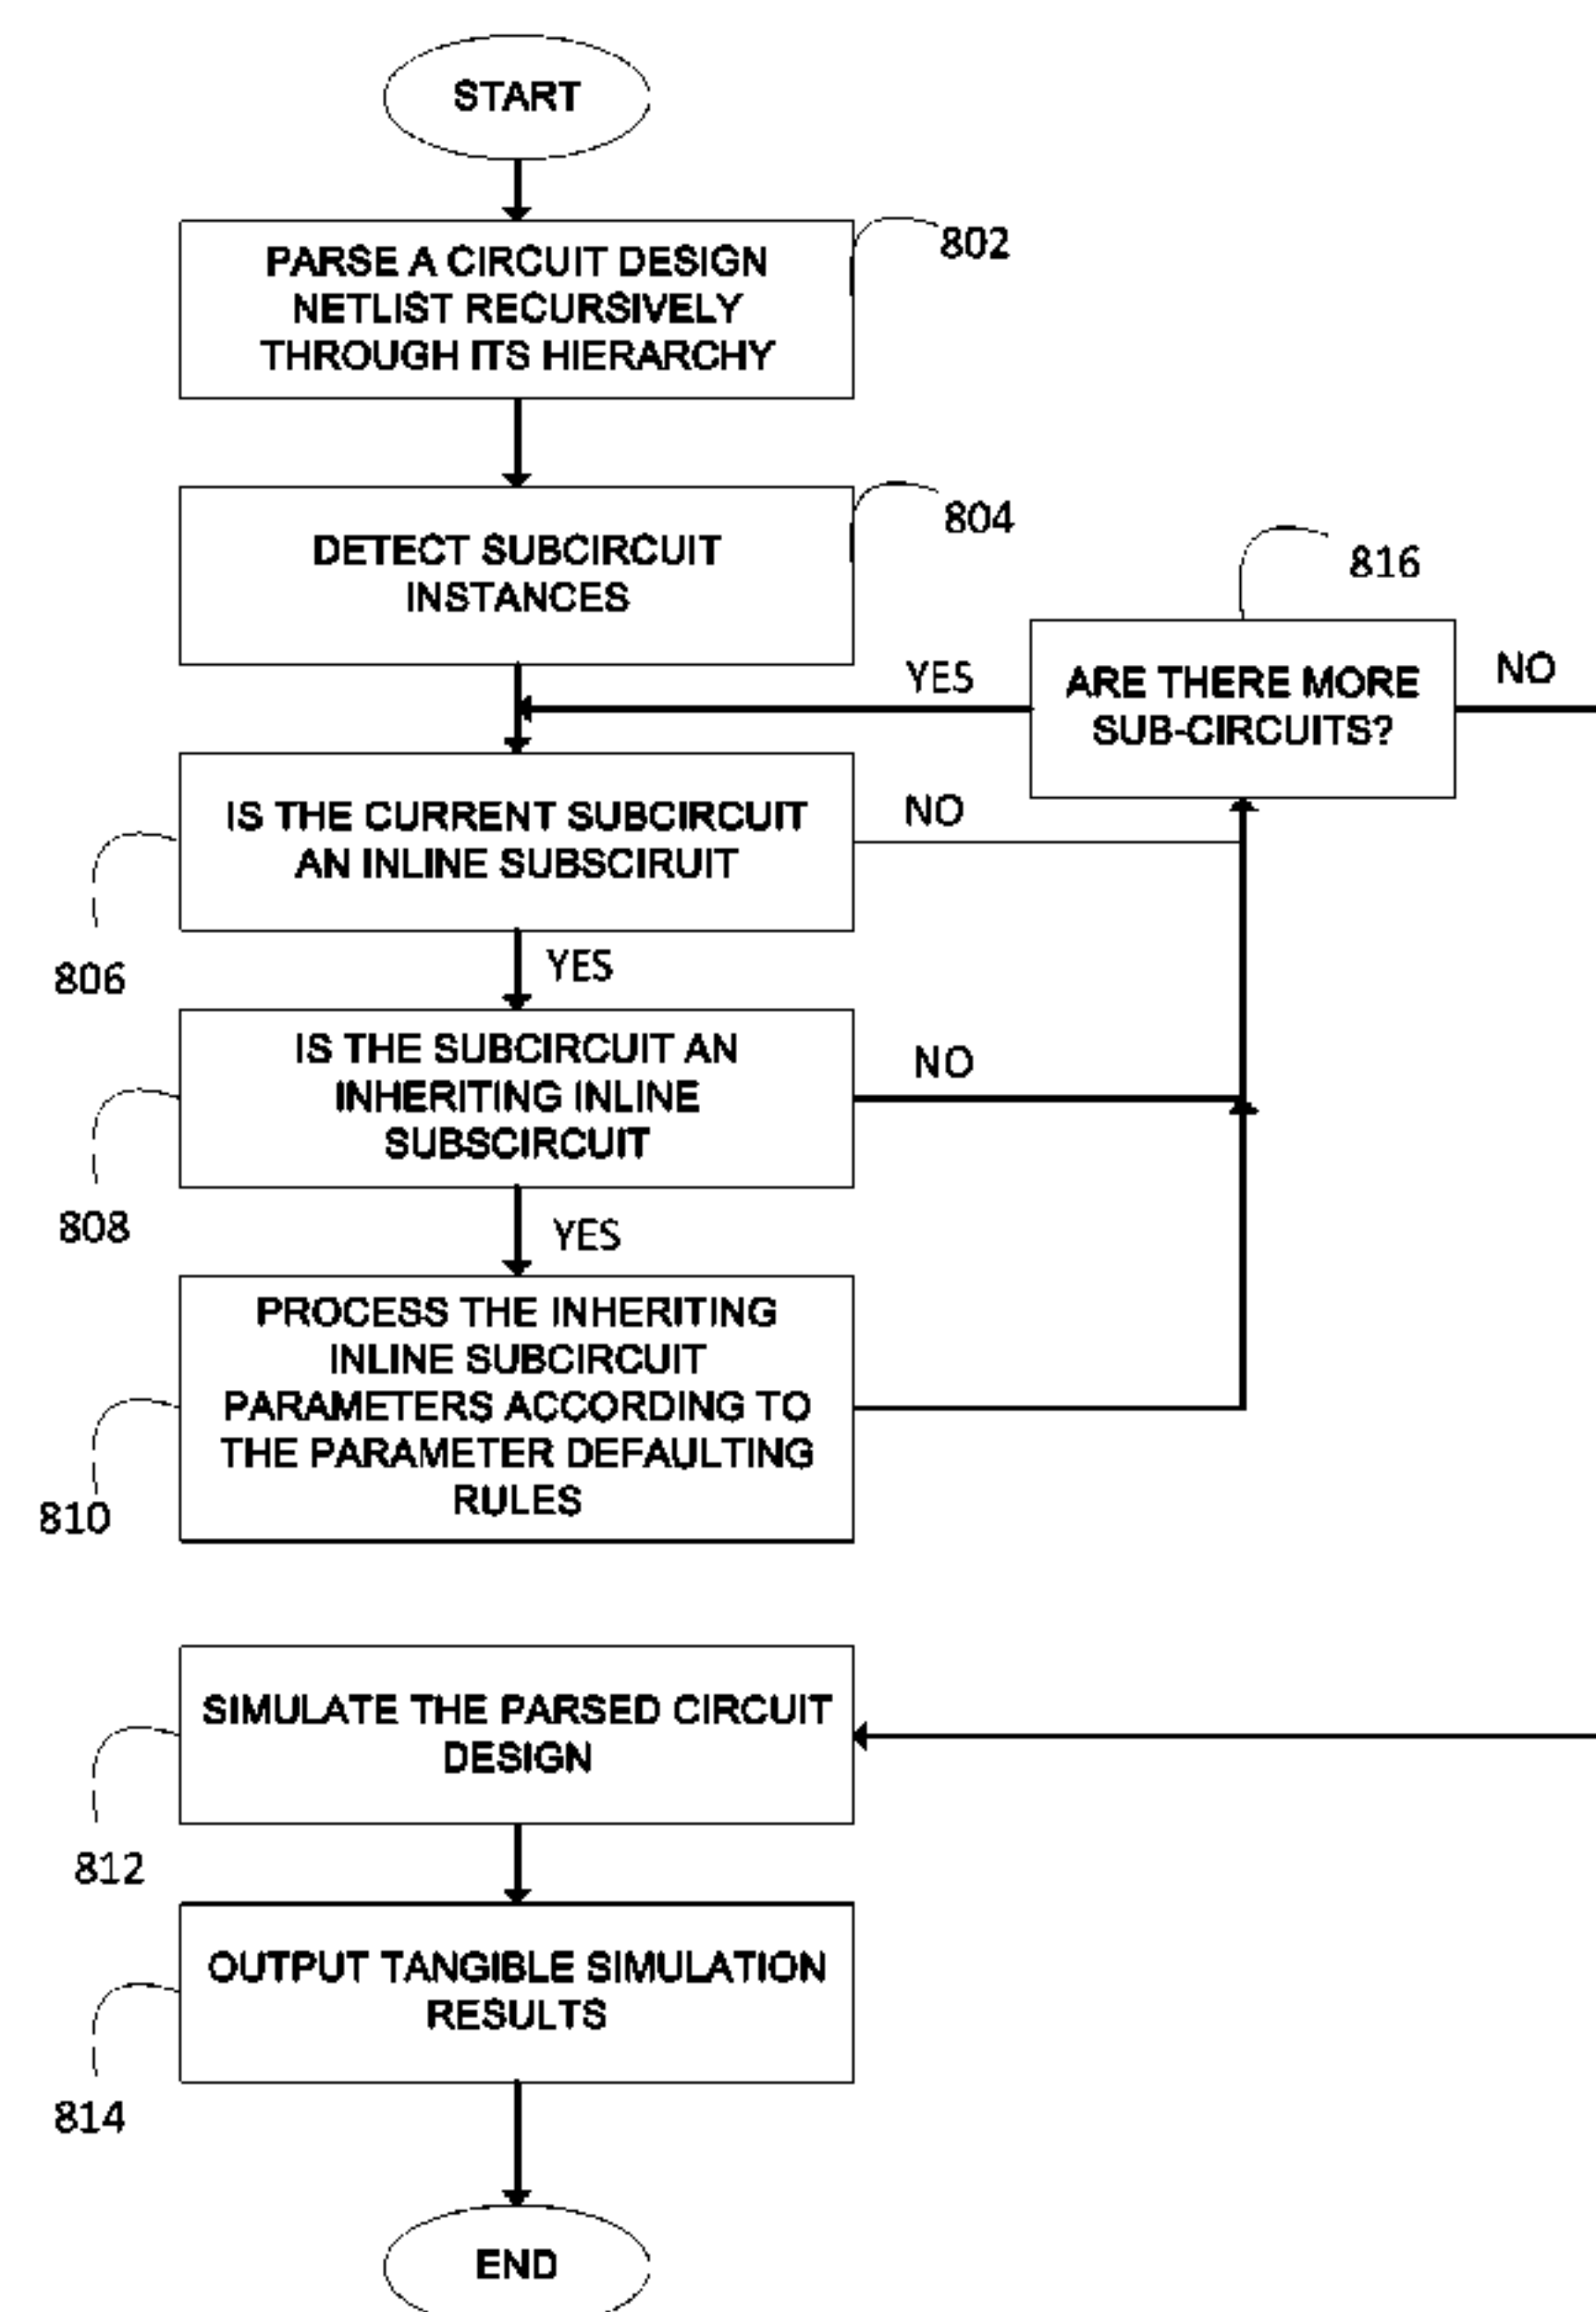 START
PARSE A CIRCUIT DESIGN
NETLIST RECURSIVELY
THROUGH ITS HIERARCHY
802
DETECT SUBCIRCUIT
INSTANCES
804
816
ARE THERE MORE
SUB-CIRCUITS?
YES
NO
IS THE CURRENT SUBCIRCUIT
AN INLINE SUBSCIRUIT
NO
806
YES
IS THE SUBCIRCUIT AN
INHERITING INLINE
SUBSCIRCUIT
NO
808
YES
PROCESS THE INHERITING
INLINE SUBCIRCUIT
PARAMETERS ACCORDING TO
THE PARAMETER DEFAULTING
RULES
810
SIMULATE THE PARSED CIRCUIT
DESIGN
812
OUTPUT TANGIBLE SIMULATION
RESULTS
814
END